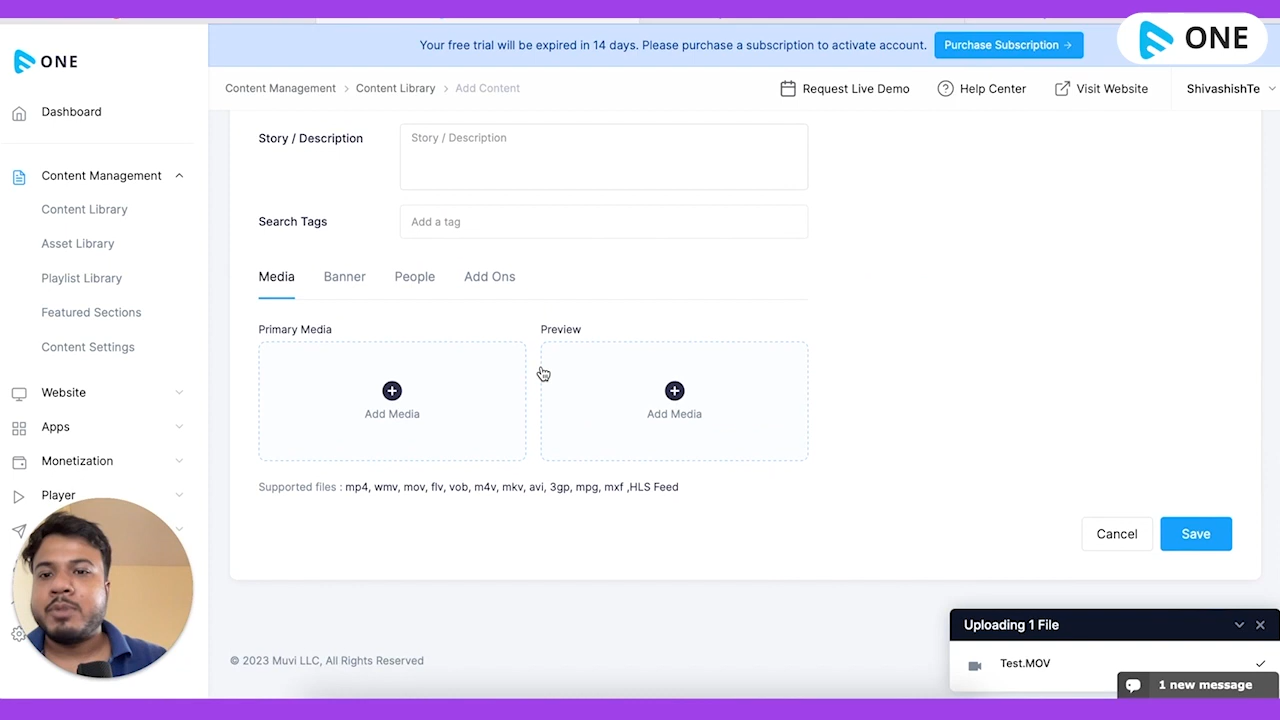 Your free trial will be expired in 14 days. Please purchase a subscription to activate account.
Purchase Subscription →
ONE
ONE
Content Management > Content Library > Add Content
Request Live Demo
Help Center
Visit Website
ShivashishTe
Dashboard
Content Management
Content Library
Asset Library
Playlist Library
Featured Sections
Content Settings
Website
Apps
Monetization
Player
Story / Description
Story / Description
Search Tags
Add a tag
Media
Banner
People
Add Ons
Primary Media
Preview
Add Media
Add Media
Supported files : mp4, wmv, mov, flv, vob, m4v, mkv, avi, 3gp, mpg, mxf ,HLS Feed
Cancel
Save
© 2023 Muvi LLC, All Rights Reserved
Uploading 1 File
Test.MOV
1 new message